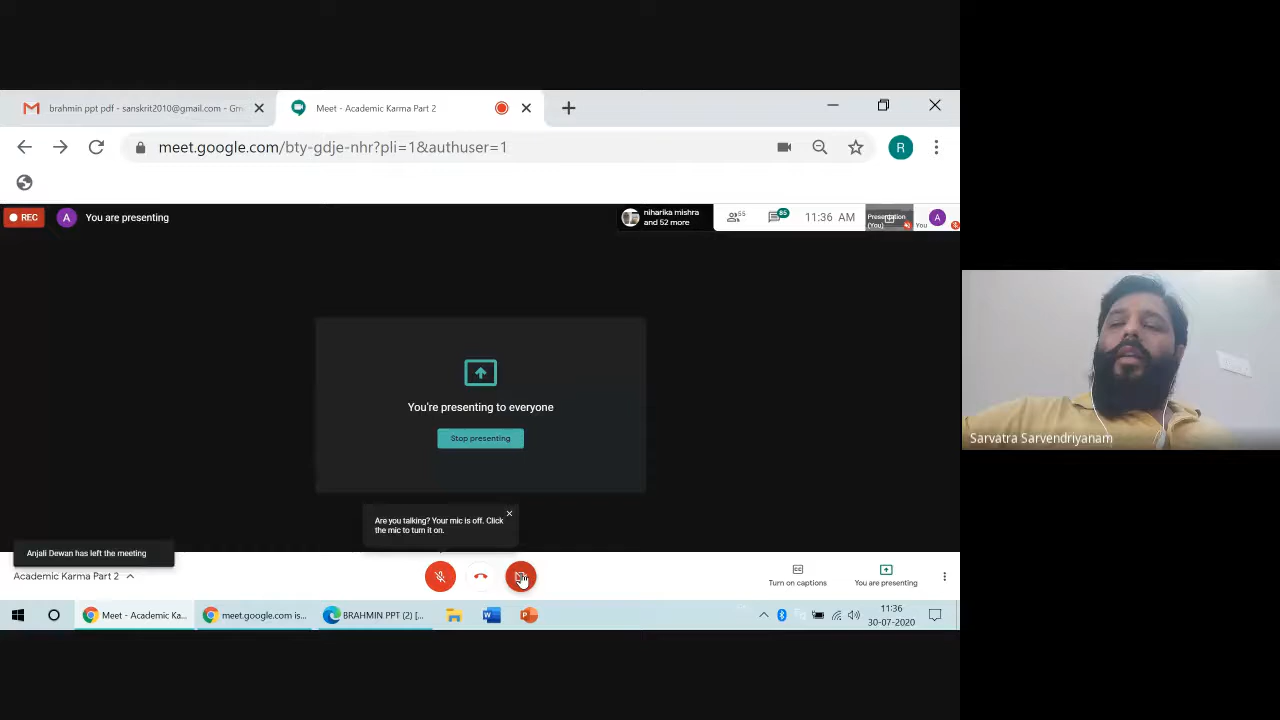 brahmin ppt pdf - sanskrit2010@gmail.com - Gm
Meet - Academic Karma Part 2
meet.google.com/bty-gdje-nhr?pli=1&authuser=1
R
REC
A
You are presenting
niharika mishra
and 52 more
55
85
11:36 AM
Presentation
(You)
You
A
You're presenting to everyone
Stop presenting
Are you talking? Your mic is off. Click
the mic to turn it on.
Anjali Dewan has left the meeting
Academic Karma Part 2
Turn on captions
You are presenting
Meet - Academic Ka...
meet.google.com is...
BRAHMIN PPT (2) [...
11:36
30-07-2020
Sarvatra Sarvendriyanam